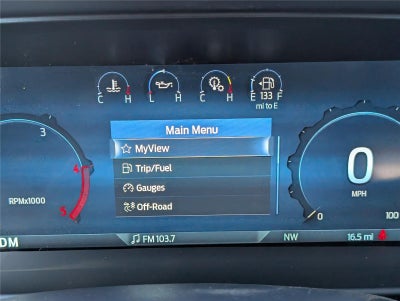 C H L H C H E 133 F
mi to E
Main Menu
MyView
Trip/Fuel
Gauges
Off-Road
3
4
5
RPMx1000
0
MPH
0 100
DM FM 103.7 NW 16.5 mi